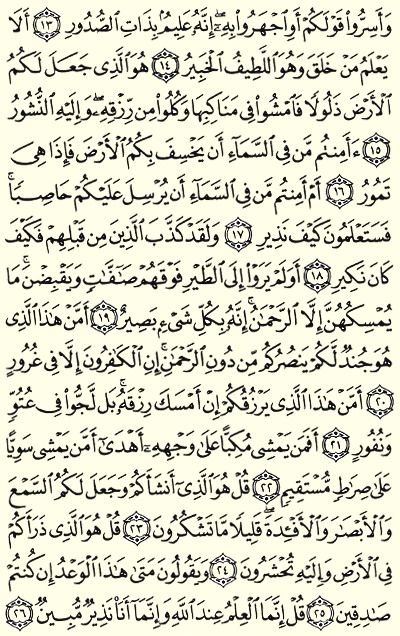 وَأَسِرُّواْ قَوْلَكُمْ أَوِ ٱجْهَرُواْ بِهِۦٓ ۖ إِنَّهُۥ عَلِيمٌۢ بِذَاتِ ٱلصُّدُورِ ١٣ أَلَا
يَعْلَمُ مَنْ خَلَقَ وَهُوَ ٱللَّطِيفُ ٱلْخَبِيرُ ١٤ هُوَ ٱلَّذِى جَعَلَ لَكُمُ
ٱلْأَرْضَ ذَلُولًا فَٱمْشُواْ فِى مَنَاكِبِهَا وَكُلُواْ مِن رِّزْقِهِۦ ۖ وَإِلَيْهِ ٱلنُّشُورُ
١٥ ءَأَمِنتُم مَّن فِى ٱلسَّمَآءِ أَن يَخْسِفَ بِكُمُ ٱلْأَرْضَ فَإِذَا هِىَ
تَمُورُ ١٦ أَمْ أَمِنتُم مَّن فِى ٱلسَّمَآءِ أَن يُرْسِلَ عَلَيْكُمْ حَاصِبًا ۖ
فَسَتَعْلَمُونَ كَيْفَ نَذِيرِ ١٧ وَلَقَدْ كَذَّبَ ٱلَّذِينَ مِن قَبْلِهِمْ فَكَيْفَ
كَانَ نَكِيرِ ١٨ أَوَلَمْ يَرَوْاْ إِلَى ٱلطَّيْرِ فَوْقَهُمْ صَٰٓفَّٰتٍ وَيَقْبِضْنَ ۚ مَا
يُمْسِكُهُنَّ إِلَّا ٱلرَّحْمَٰنُ ۚ إِنَّهُۥ بِكُلِّ شَىْءٍۭ بَصِيرٌ ١٩ أَمَّنْ هَٰذَا ٱلَّذِى
هُوَ جُندٌ لَّكُمْ يَنصُرُكُم مِّن دُونِ ٱلرَّحْمَٰنِ ۚ إِنِ ٱلْكَٰفِرُونَ إِلَّا فِى غُرُورٍ
٢٠ أَمَّنْ هَٰذَا ٱلَّذِى يَرْزُقُكُمْ إِنْ أَمْسَكَ رِزْقَهُۥ ۚ بَل لَّجُّواْ فِى عُتُوٍّ
وَنُفُورٍ ٢١ أَفَمَن يَمْشِى مُكِبًّا عَلَىٰ وَجْهِهِۦٓ أَهْدَىٰٓ أَمَّن يَمْشِى سَوِيًّا
عَلَىٰ صِرَٰطٍ مُّسْتَقِيمٍ ٢٢ قُلْ هُوَ ٱلَّذِىٓ أَنشَأَكُمْ وَجَعَلَ لَكُمُ ٱلسَّمْعَ
وَٱلْأَبْصَٰرَ وَٱلْأَفْـِٔدَةَ ۖ قَلِيلًا مَّا تَشْكُرُونَ ٢٣ قُلْ هُوَ ٱلَّذِى ذَرَأَكُمْ
فِى ٱلْأَرْضِ وَإِلَيْهِ تُحْشَرُونَ ٢٤ وَيَقُولُونَ مَتَىٰ هَٰذَا ٱلْوَعْدُ إِن كُنتُمْ
صَٰدِقِينَ ٢٥ قُلْ إِنَّمَا ٱلْعِلْمُ عِندَ ٱللَّهِ وَإِنَّمَآ أَنَا۠ نَذِيرٌ مُّبِينٌ ٢٦